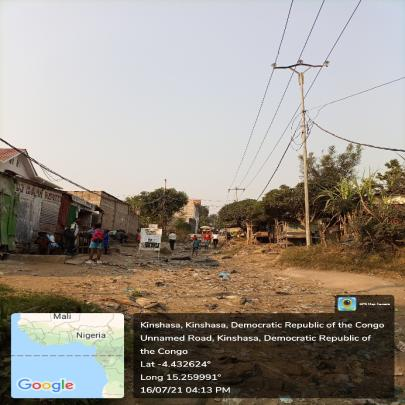 GPS Map Camera
Mali
Nigeria
Google
Kinshasa, Kinshasa, Democratic Republic of the Congo
Unnamed Road, Kinshasa, Democratic Republic of
the Congo
Lat -4.432624°
Long 15.259991°
16/07/21 04:13 PM